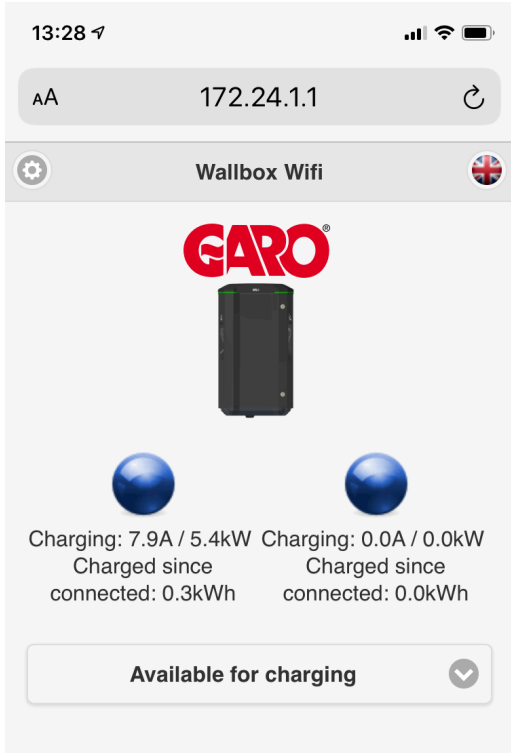 13:28
AA 172.24.1.1
Wallbox Wifi
GARO®
Charging: 7.9A / 5.4kW Charging: 0.0A / 0.0kW
Charged since Charged since
connected: 0.3kWh connected: 0.0kWh
Available for charging